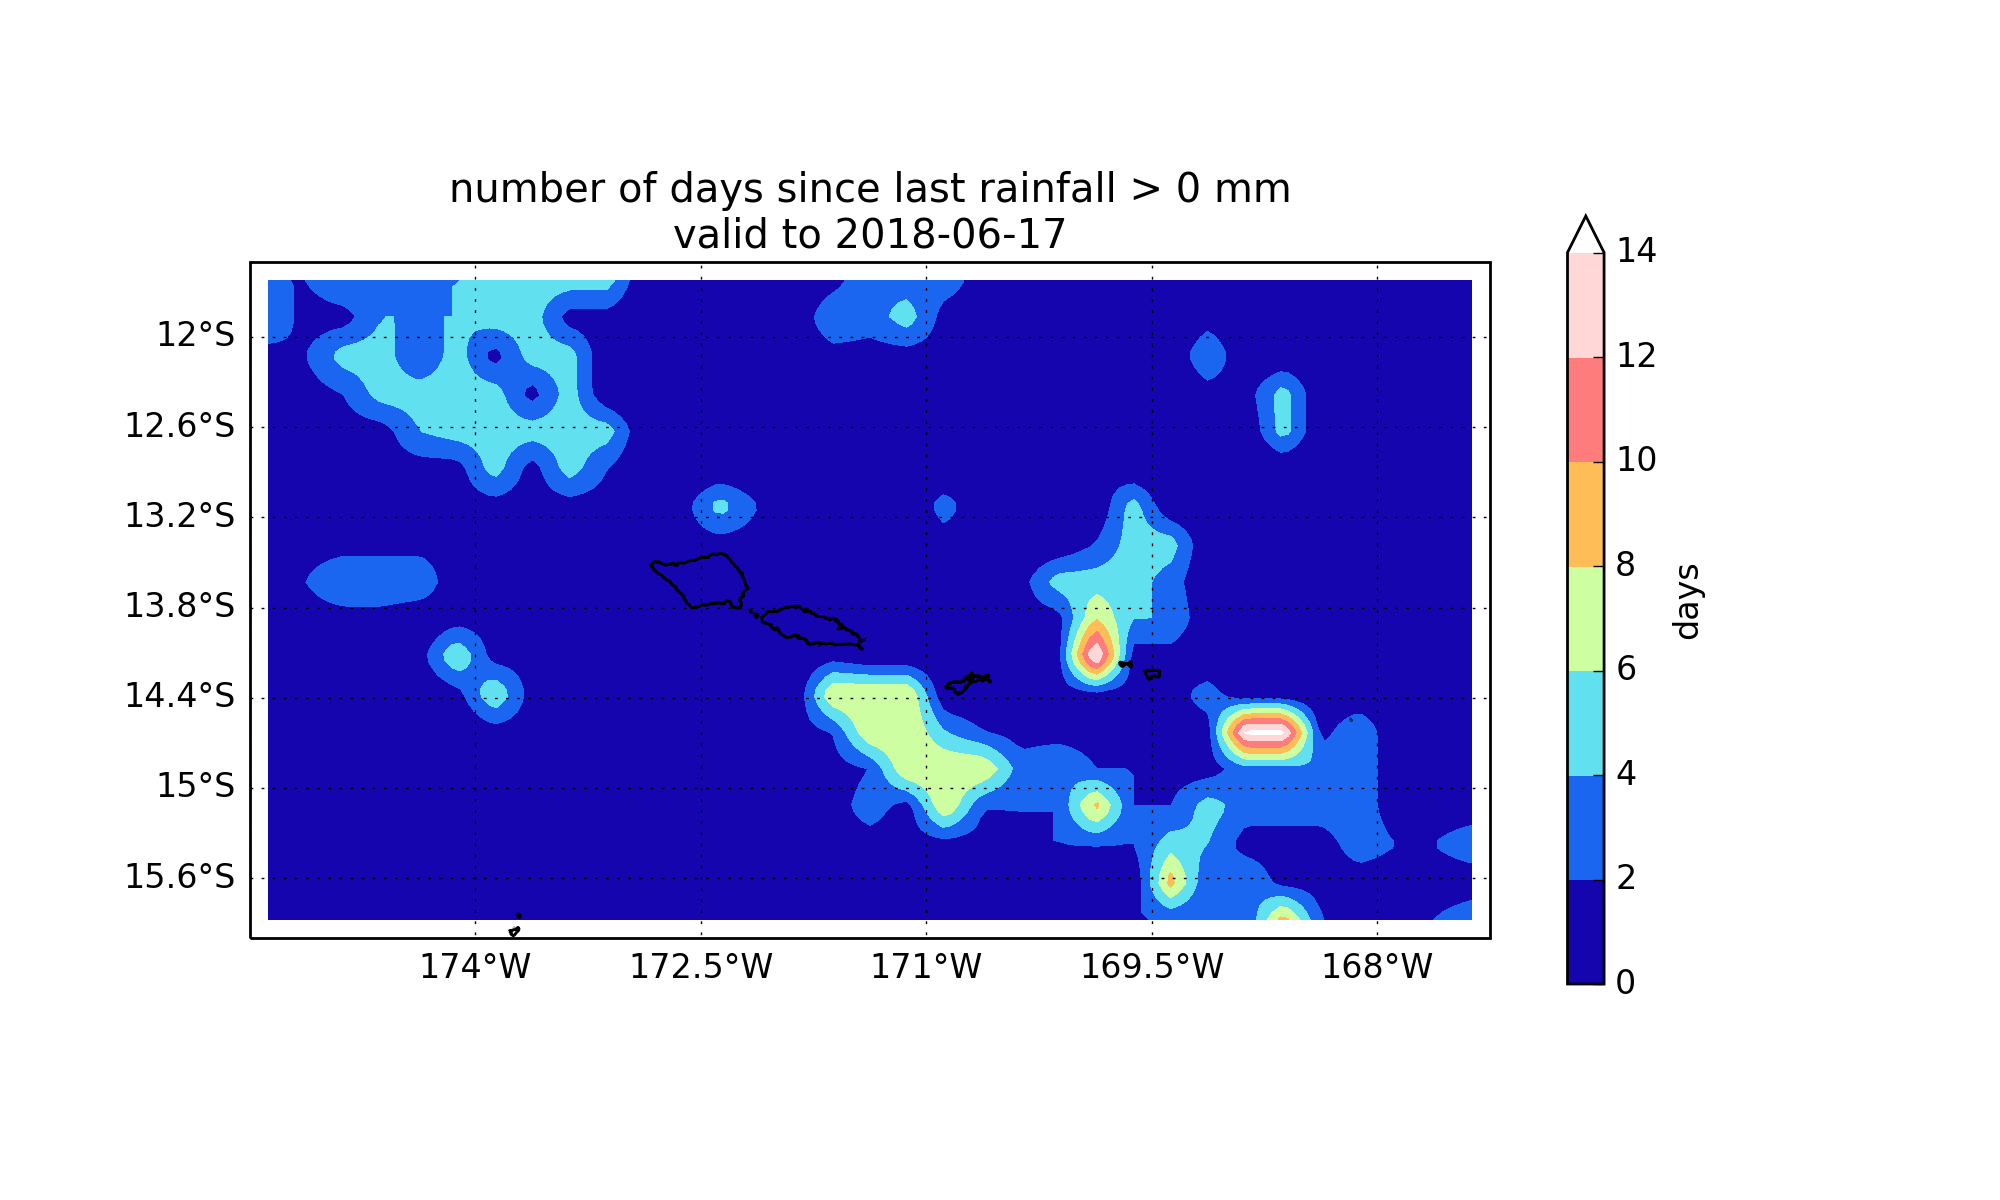 number of days since last rainfall > 0 mm
valid to 2018-06-17
12°S
12.6°S
13.2°S
13.8°S
14.4°S
15°S
15.6°S
174°W
172.5°W
171°W
169.5°W
168°W
14
12
10
8
6
4
2
0
days